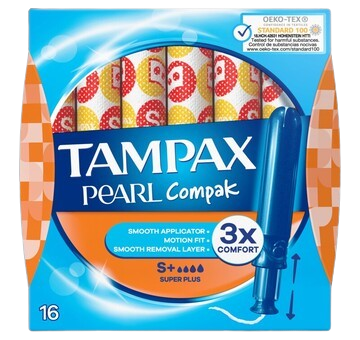 OEKO-TEX®
CONFIDENCE IN TEXTILES
STANDARD 100
Tested for harmful substances.
Control de substancias nocivas
www.oeko-tex.com/standard100
TAMPAX
PEARL Compak
SMOOTH APPLICATOR
MOTION FIT
SMOOTH REMOVAL LAYER
3x
COMFORT
S+
SUPER PLUS
16